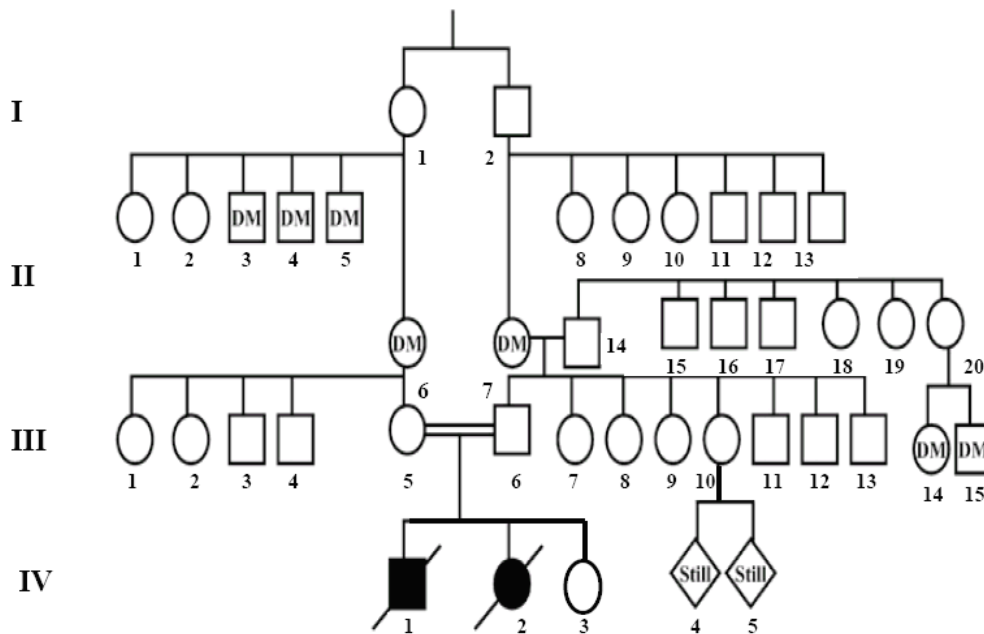 I
1 2
DM DM DM
1 2 3 4 5 8 9 10 11 12 13
II
DM DM 14
15 16 17 18 19 20
6 7
III
DM DM
1 2 3 4 5 6 7 8 9 10 11 12 13 14 15
IV
Still Still
1 2 3 4 5